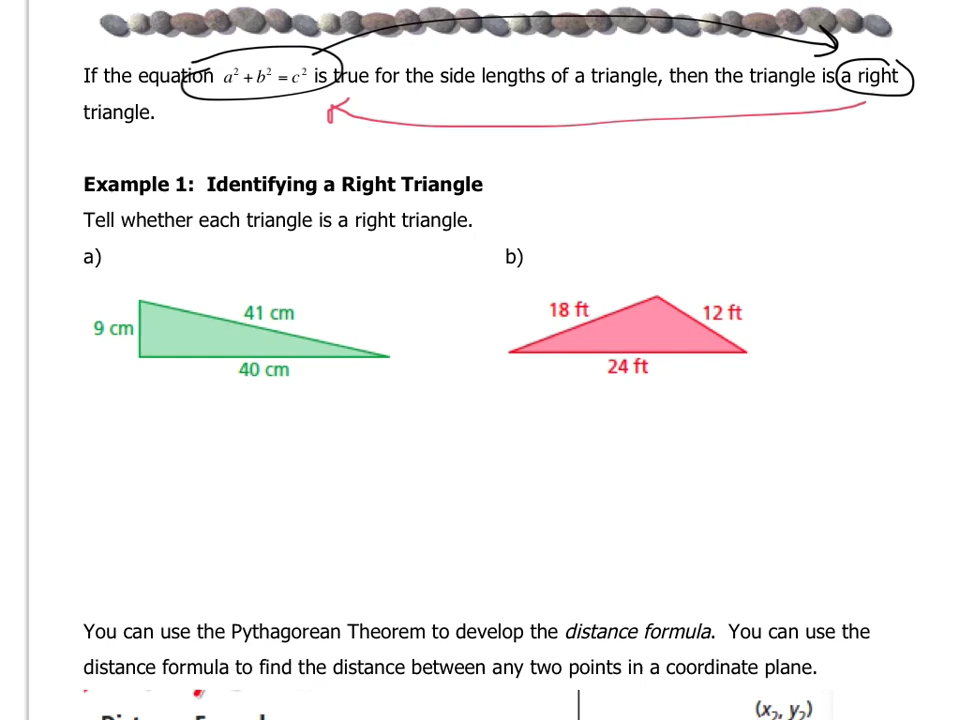 If the equation a² + b² = c² is true for the side lengths of a triangle, then the triangle is a right
triangle.
Example 1: Identifying a Right Triangle
Tell whether each triangle is a right triangle.
a)
b)
41 cm
9 cm
40 cm
18 ft
12 ft
24 ft
You can use the Pythagorean Theorem to develop the distance formula. You can use the
distance formula to find the distance between any two points in a coordinate plane.
(x₂, y₂)